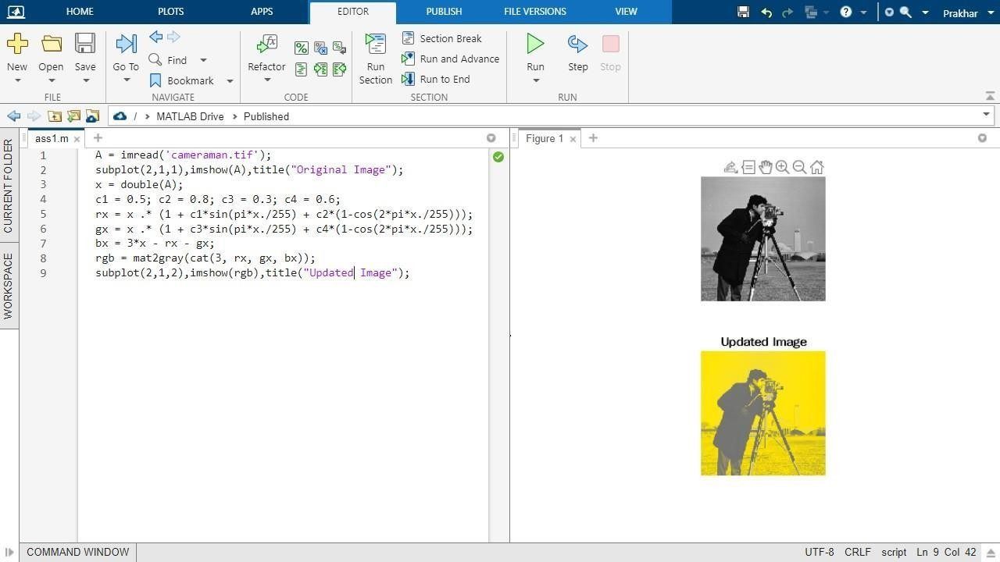 HOME PLOTS APPS EDITOR PUBLISH FILE VERSIONS VIEW Prakhar
New Open Save Go To Find Bookmark Refactor Run Section Section Break Run and Advance Run to End Run Step Stop
FILE NAVIGATE CODE SECTION RUN
/ › MATLAB Drive › Published
CURRENT FOLDER
WORKSPACE
ass1.m × +
1 A = imread('cameraman.tif');
2 subplot(2,1,1),imshow(A),title("Original Image");
3 x = double(A);
4 c1 = 0.5; c2 = 0.8; c3 = 0.3; c4 = 0.6;
5 rx = x .* (1 + c1*sin(pi*x./255) + c2*(1-cos(2*pi*x./255)));
6 gx = x .* (1 + c3*sin(pi*x./255) + c4*(1-cos(2*pi*x./255)));
7 bx = 3*x - rx - gx;
8 rgb = mat2gray(cat(3, rx, gx, bx));
9 subplot(2,1,2),imshow(rgb),title("Updated Image");
Figure 1 × +
Updated Image
COMMAND WINDOW
UTF-8 CRLF script Ln 9 Col 42